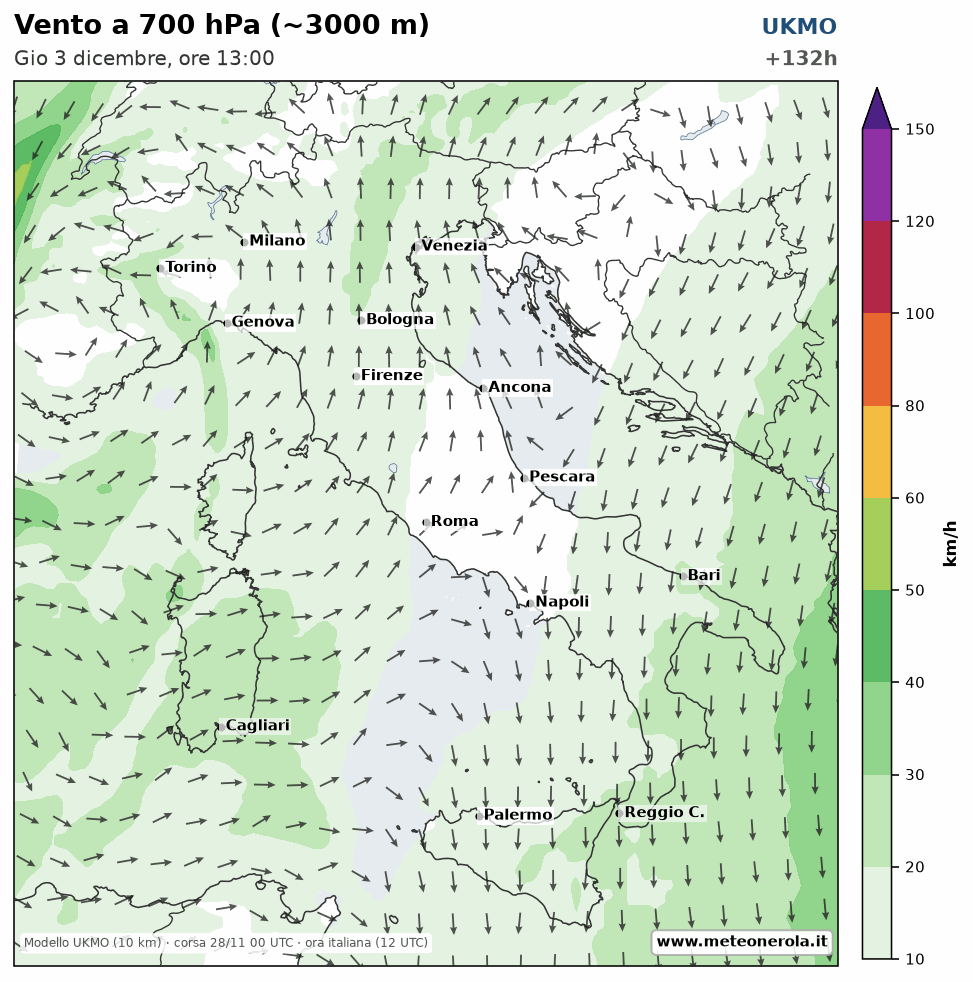 Vento a 700 hPa (~3000 m)
UKMO
Gio 3 dicembre, ore 13:00
+132h
Milano
Venezia
Torino
Genova
Bologna
Firenze
Ancona
Pescara
Roma
Bari
Napoli
Cagliari
Palermo
Reggio C.
Modello UKMO (10 km) · corsa 28/11 00 UTC · ora italiana (12 UTC)
www.meteonerola.it
150
120
100
80
60
50
40
30
20
10
km/h